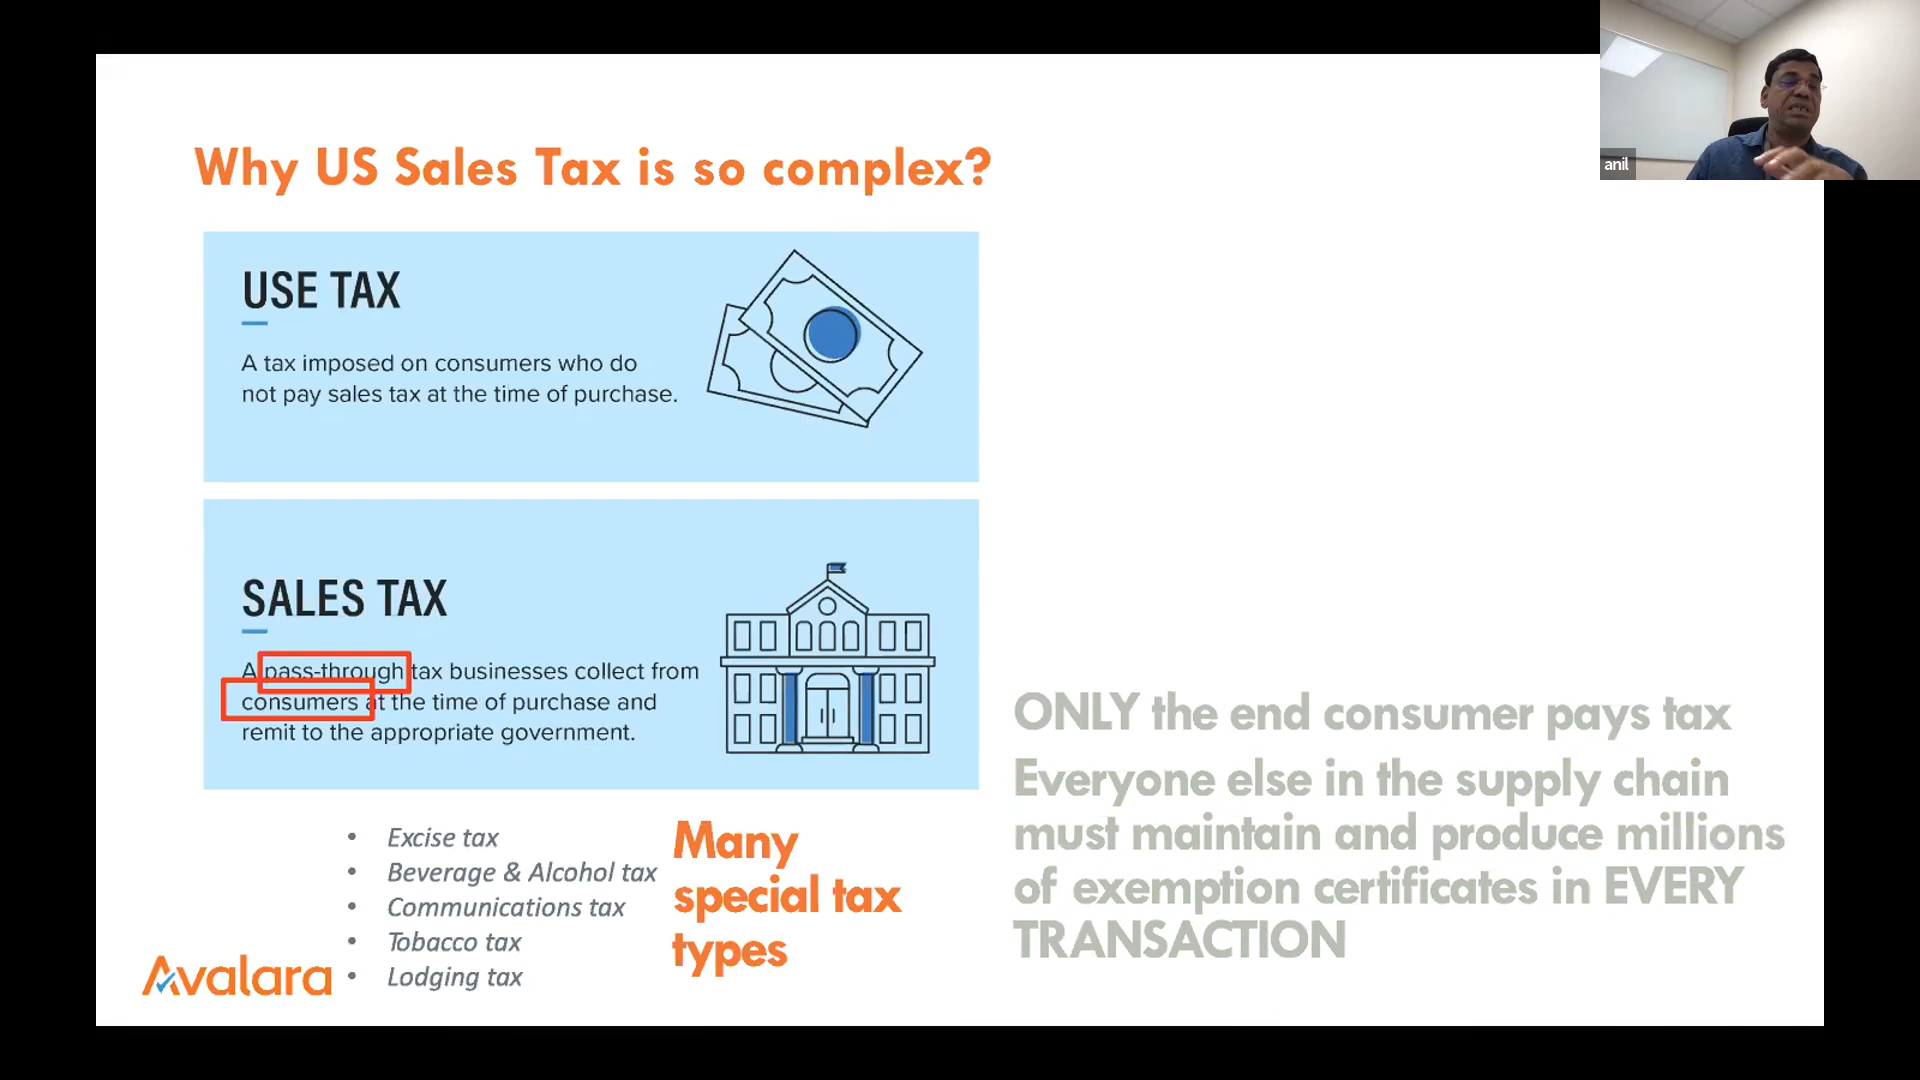 anil
Why US Sales Tax is so complex?
USE TAX
A tax imposed on consumers who do
not pay sales tax at the time of purchase.
SALES TAX
A pass-through tax businesses collect from
consumers at the time of purchase and
remit to the appropriate government.
• Excise tax
• Beverage & Alcohol tax
• Communications tax
• Tobacco tax
• Lodging tax
Many
special tax
types
ONLY the end consumer pays tax
Everyone else in the supply chain
must maintain and produce millions
of exemption certificates in EVERY
TRANSACTION
Avalara